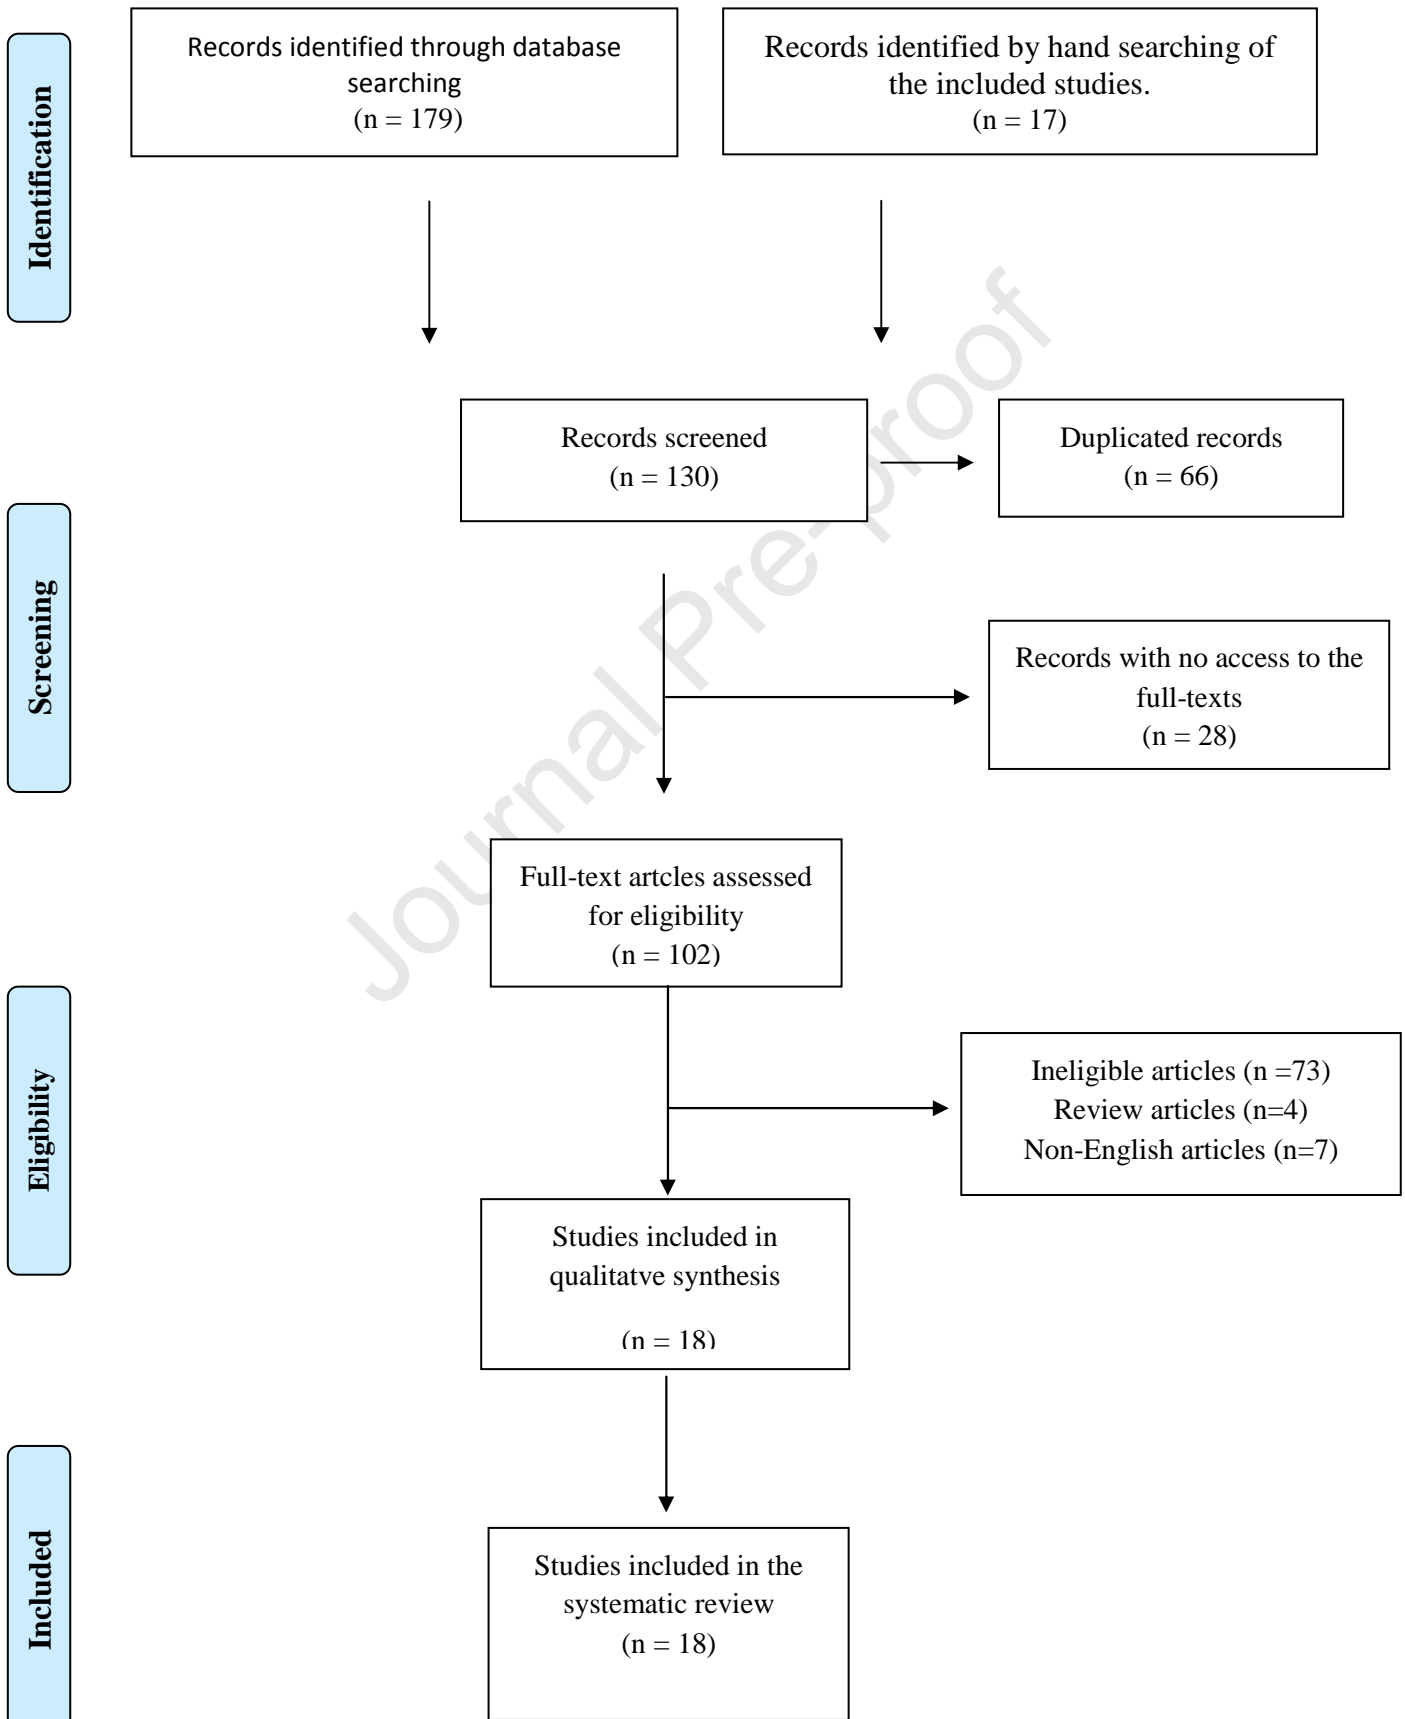 Records identified through database
searching
(n = 179)
Records identified by hand searching of
the included studies.
(n = 17)
Identification
Records screened
(n = 130)
Duplicated records
(n = 66)
Screening
Records with no access to the
full-texts
(n = 28)
Journal Pre-proof
Full-text artcles assessed
for eligibility
(n = 102)
Eligibility
Ineligible articles (n =73)
Review articles (n=4)
Non-English articles (n=7)
Studies included in
qualitatve synthesis
(n = 18)
Included
Studies included in the
systematic review
(n = 18)